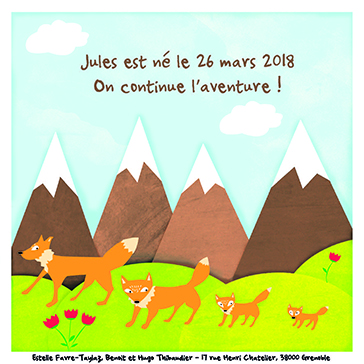 Jules est né le 26 mars 2018
On continue l'aventure !
Estelle Favre-Taylaz, Benoit et Hugo Thibaudier - 17 rue Henri Chatelier, 38000 Grenoble